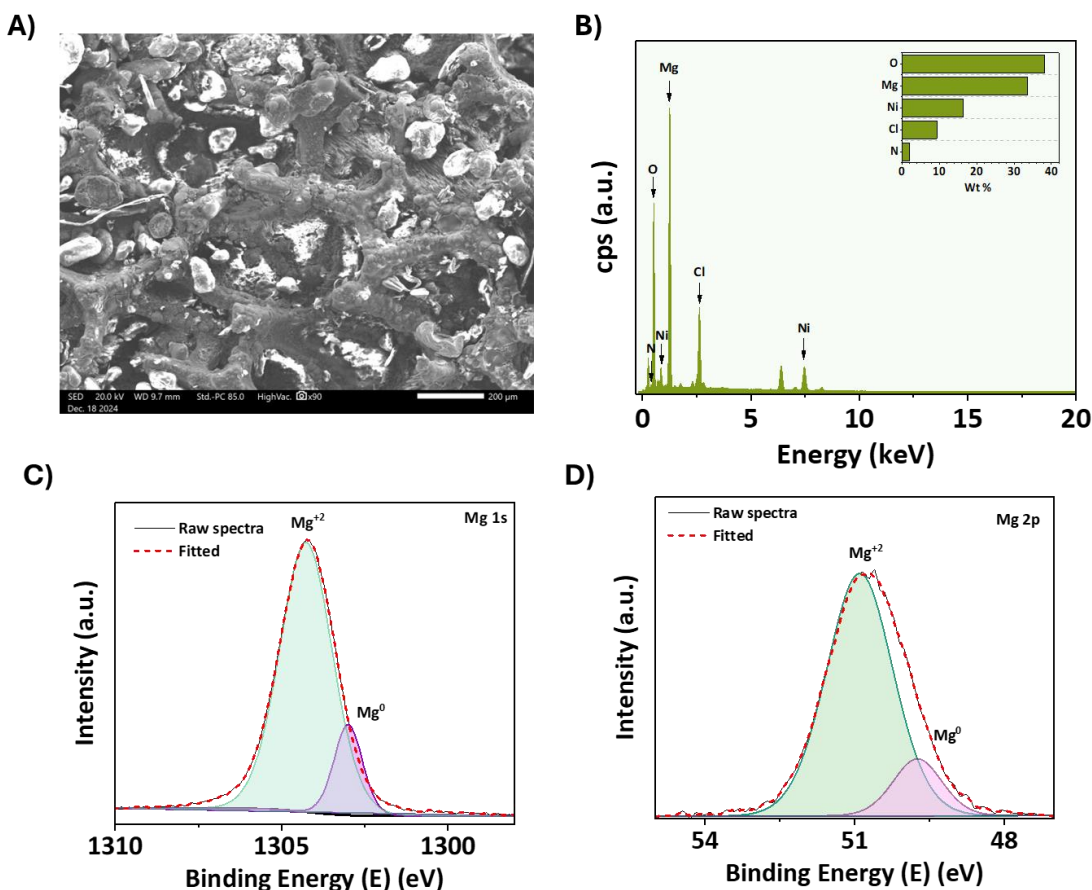 A)
SED 20.0 kV WD 9.7 mm Std.-PC 85.0 HighVac. x90 200 µm
Dec. 18 2024
B)
cps (a.u.)
Mg
O
Cl
Ni
N
Ni
O
Mg
Ni
Cl
N
0 10 20 30 40
Wt %
0 5 10 15 20
Energy (keV)
C)
Raw spectra
Fitted
Mg⁺²
Mg 1s
Mg⁰
Intensity (a.u.)
1310 1305 1300
Binding Energy (E) (eV)
D)
Raw spectra
Fitted
Mg⁺²
Mg 2p
Mg⁰
Intensity (a.u.)
54 51 48
Binding Energy (E) (eV)